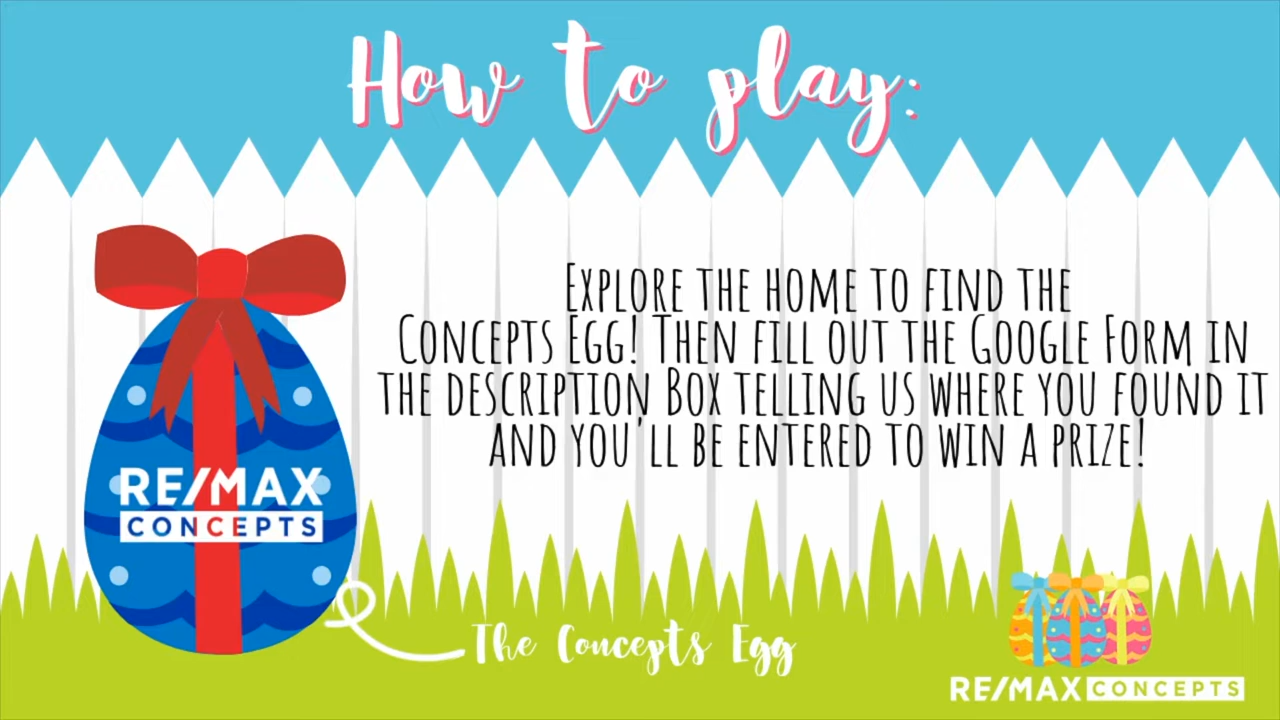 How to play:
Explore the home to find the
Concepts Egg! Then fill out the Google Form in
the description Box telling us where you found it
and you'll be entered to win a prize!
RE/MAX
CONCEPTS
The Concepts Egg
RE/MAX CONCEPTS